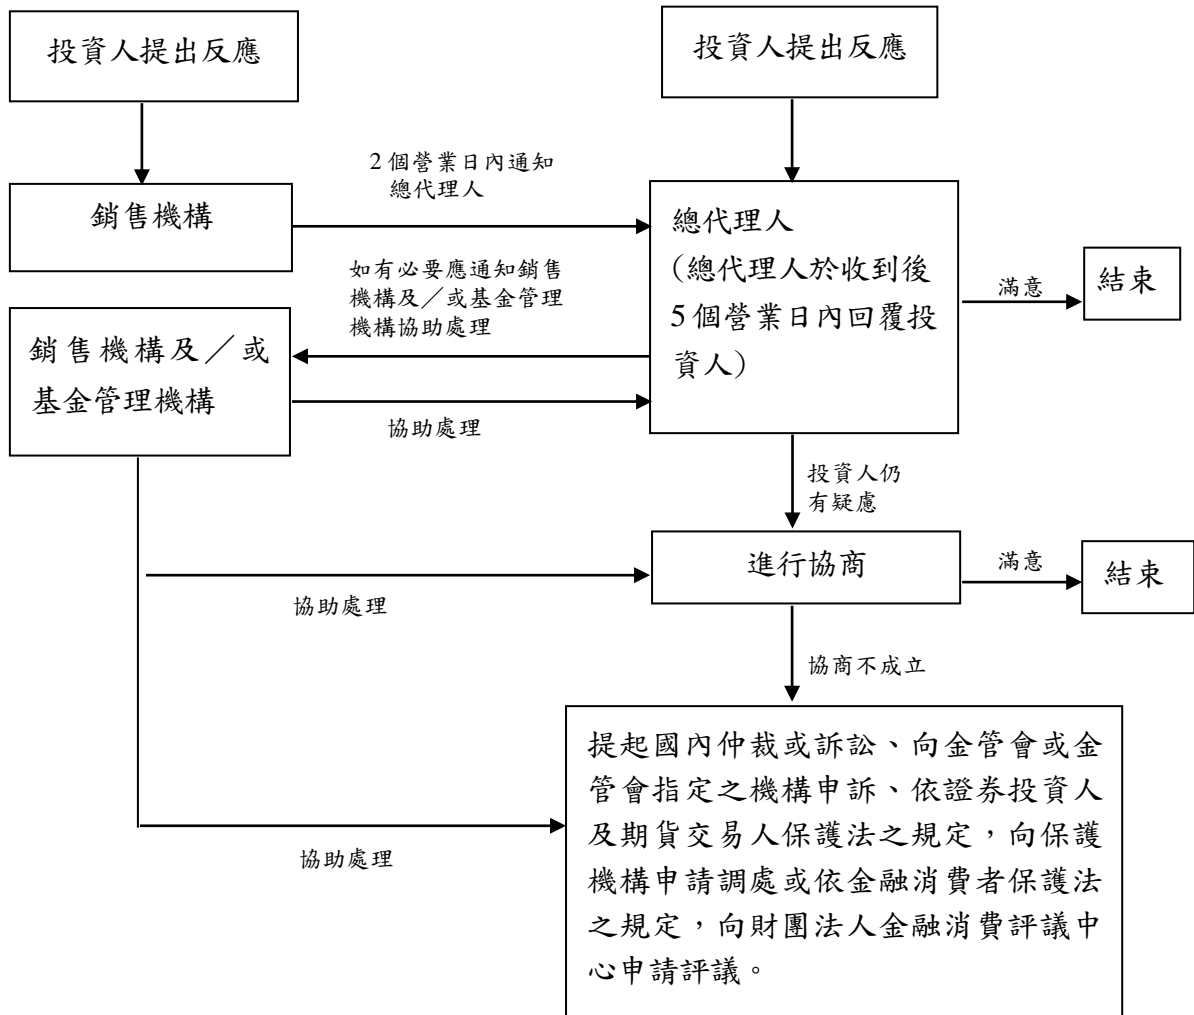 投資人提出反應
投資人提出反應
2個營業日內通知
總代理人
銷售機構
總代理人
(總代理人於收到後
5個營業日內回覆投
資人)
滿意
結束
如有必要應通知銷售
機構及／或基金管理
機構協助處理
銷售機構及／或
基金管理機構
協助處理
投資人仍
有疑慮
進行協商
滿意
結束
協助處理
協商不成立
提起國內仲裁或訴訟、向金管會或金
管會指定之機構申訴、依證券投資人
及期貨交易人保護法之規定，向保護
機構申請調處或依金融消費者保護法
之規定，向財團法人金融消費評議中
心申請評議。
協助處理